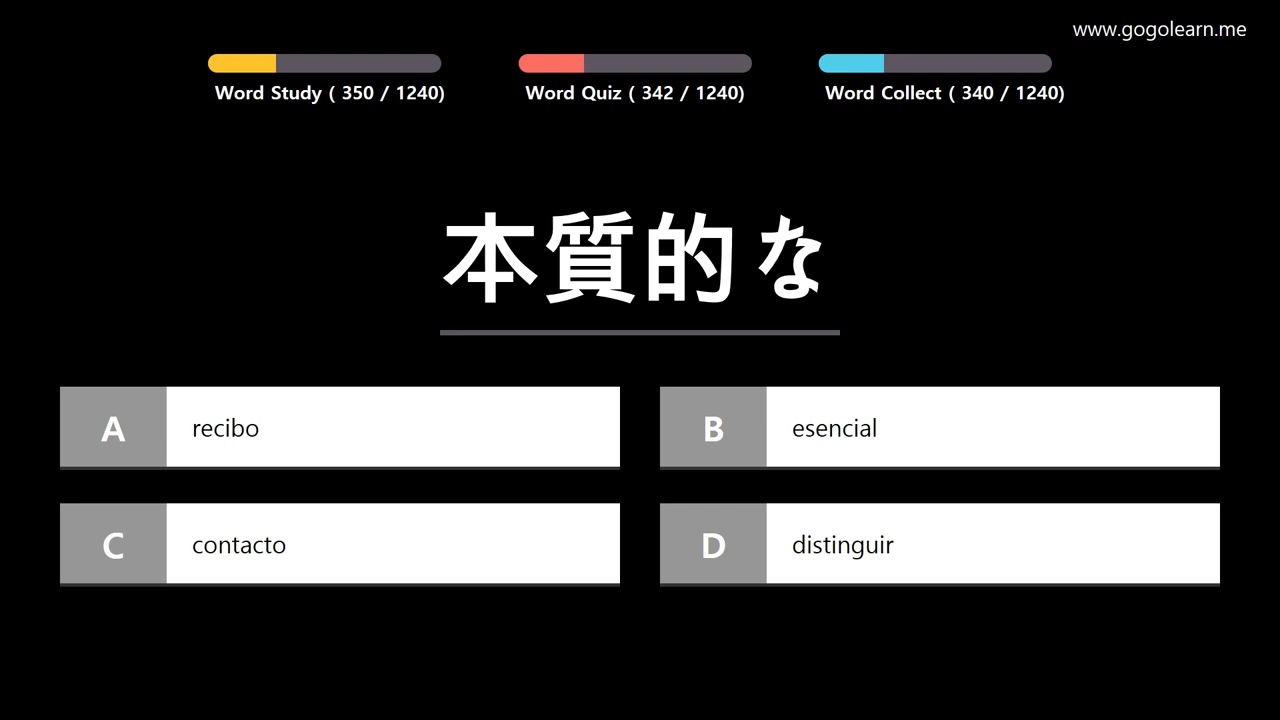 www.gogolearn.me
Word Study ( 350 / 1240)
Word Quiz ( 342 / 1240)
Word Collect ( 340 / 1240)
本質的な
A recibo
B esencial
C contacto
D distinguir